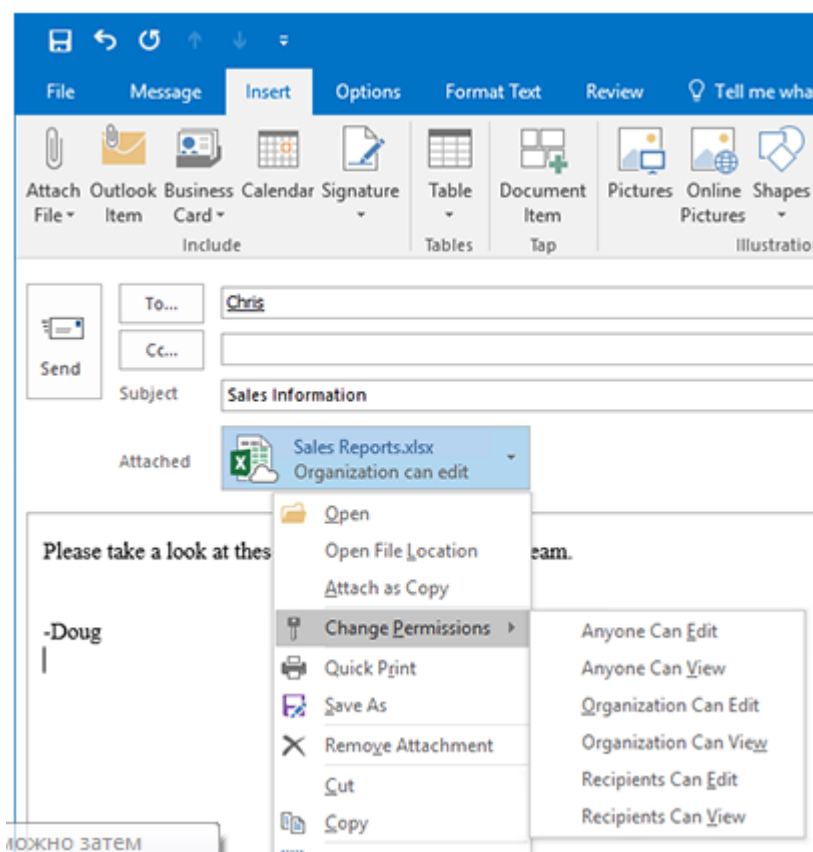 File Message Insert Options Format Text Review Tell me wha
Attach File Outlook Item Business Card Calendar Signature Table Document Item Pictures Online Pictures Shapes
Include Tables Tap Illustratio
To... Chris
Cc...
Send
Subject Sales Information
Attached Sales Reports.xlsx
Organization can edit
Open
Open File Location
Please take a look at thes eam.
Attach as Copy
-Doug
Change Permissions
Quick Print
Save As
Remove Attachment
Cut
Copy
Anyone Can Edit
Anyone Can View
Organization Can Edit
Organization Can View
Recipients Can Edit
Recipients Can View
можно затем